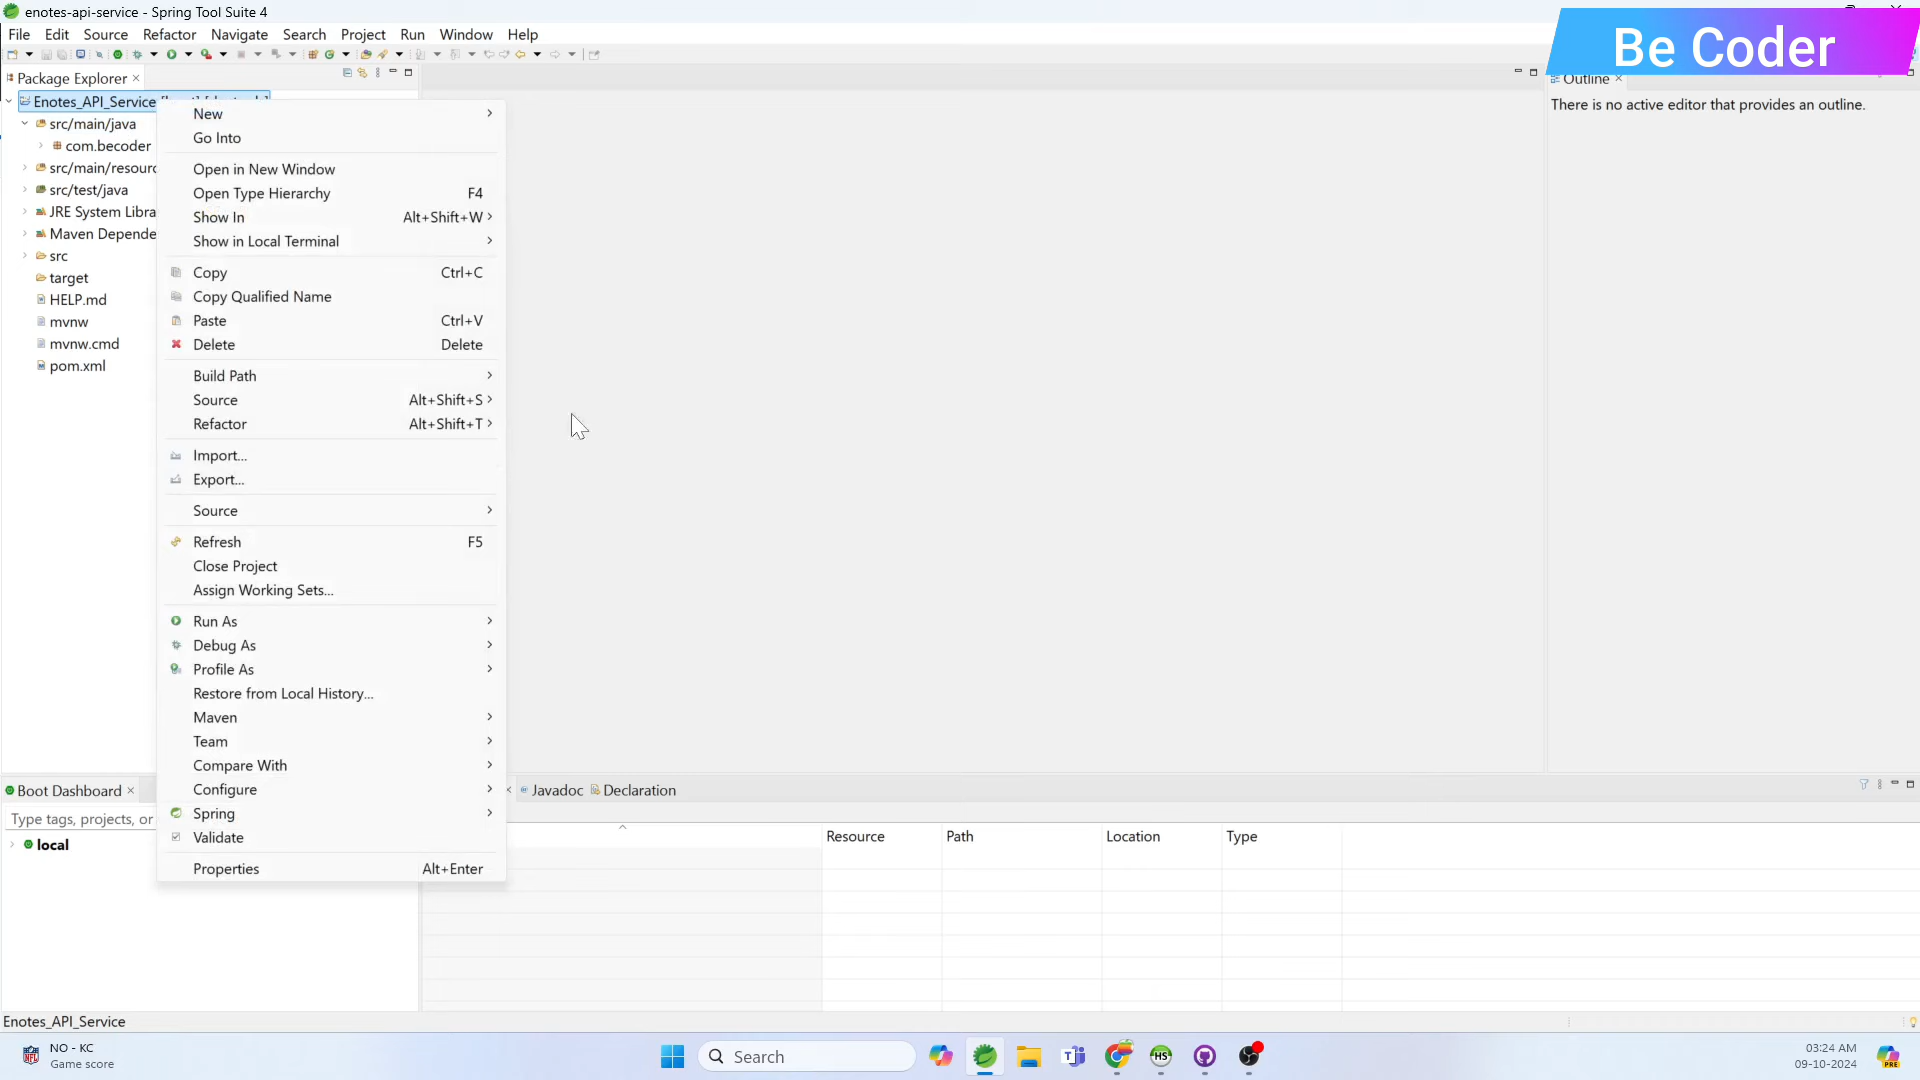 enotes-api-service - Spring Tool Suite 4
Be Coder
File Edit Source Refactor Navigate Search Project Run Window Help
Package Explorer
Outline
There is no active editor that provides an outline.
Enotes_API_Service
src/main/java
com.becoder
src/main/resourc
src/test/java
JRE System Libra
Maven Depende
src
target
HELP.md
mvnw
mvnw.cmd
pom.xml
New
Go Into
Open in New Window
Open Type Hierarchy F4
Show In Alt+Shift+W
Show in Local Terminal
Copy Ctrl+C
Copy Qualified Name
Paste Ctrl+V
Delete Delete
Build Path
Source Alt+Shift+S
Refactor Alt+Shift+T
Import...
Export...
Source
Refresh F5
Close Project
Assign Working Sets...
Run As
Debug As
Profile As
Restore from Local History...
Maven
Team
Compare With
Configure
Spring
Validate
Properties Alt+Enter
Boot Dashboard
Type tags, projects, or
local
Javadoc Declaration
Resource Path Location Type
Enotes_API_Service
NO - KC
Game score
Search
HS
03:24 AM
09-10-2024
PRE